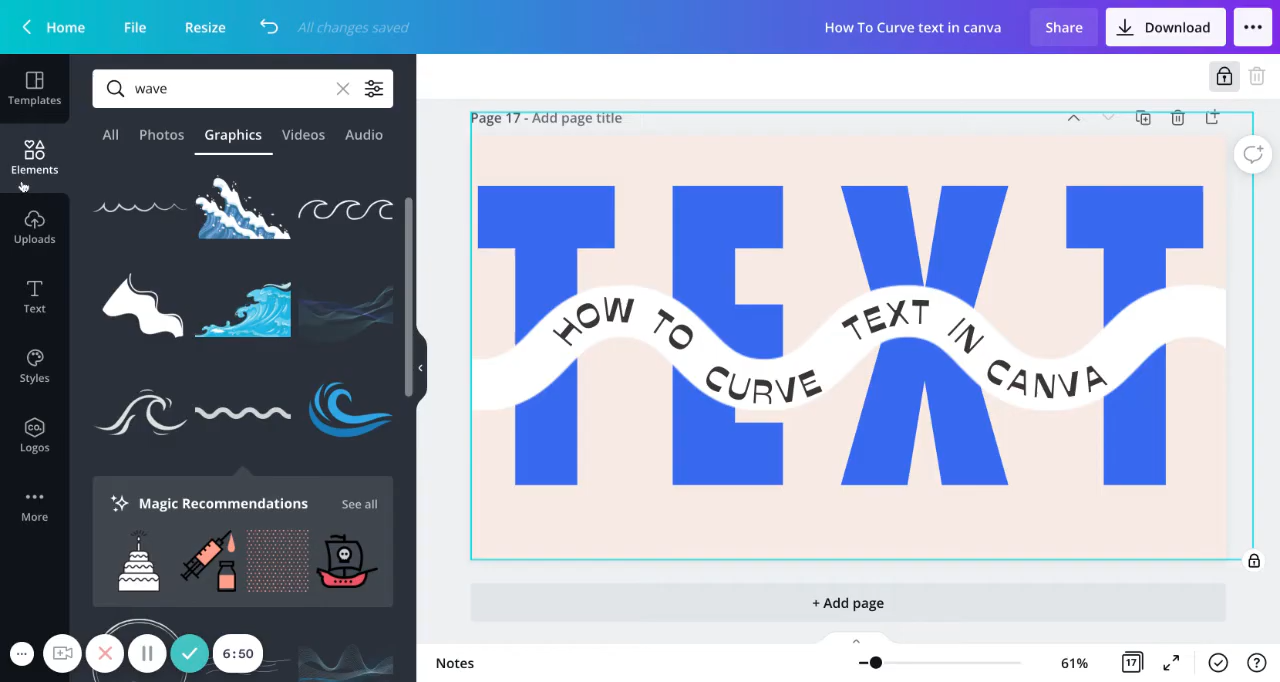 Home File Resize All changes saved How To Curve text in canva Share Download
Templates
Elements
Uploads
Text
Styles
CO.
Logos
More
wave
All Photos Graphics Videos Audio
Magic Recommendations See all
6:50
Page 17 - Add page title
TEXT
HOW TO CURVE TEXT IN CANVA
+ Add page
Notes 61% 17